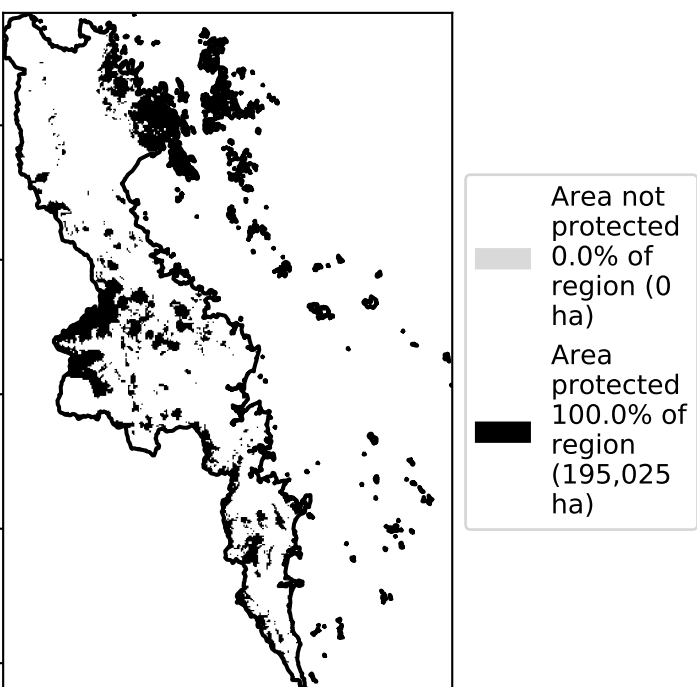 Area not
protected
0.0% of
region (0
ha)
Area
protected
100.0% of
region
(195,025
ha)